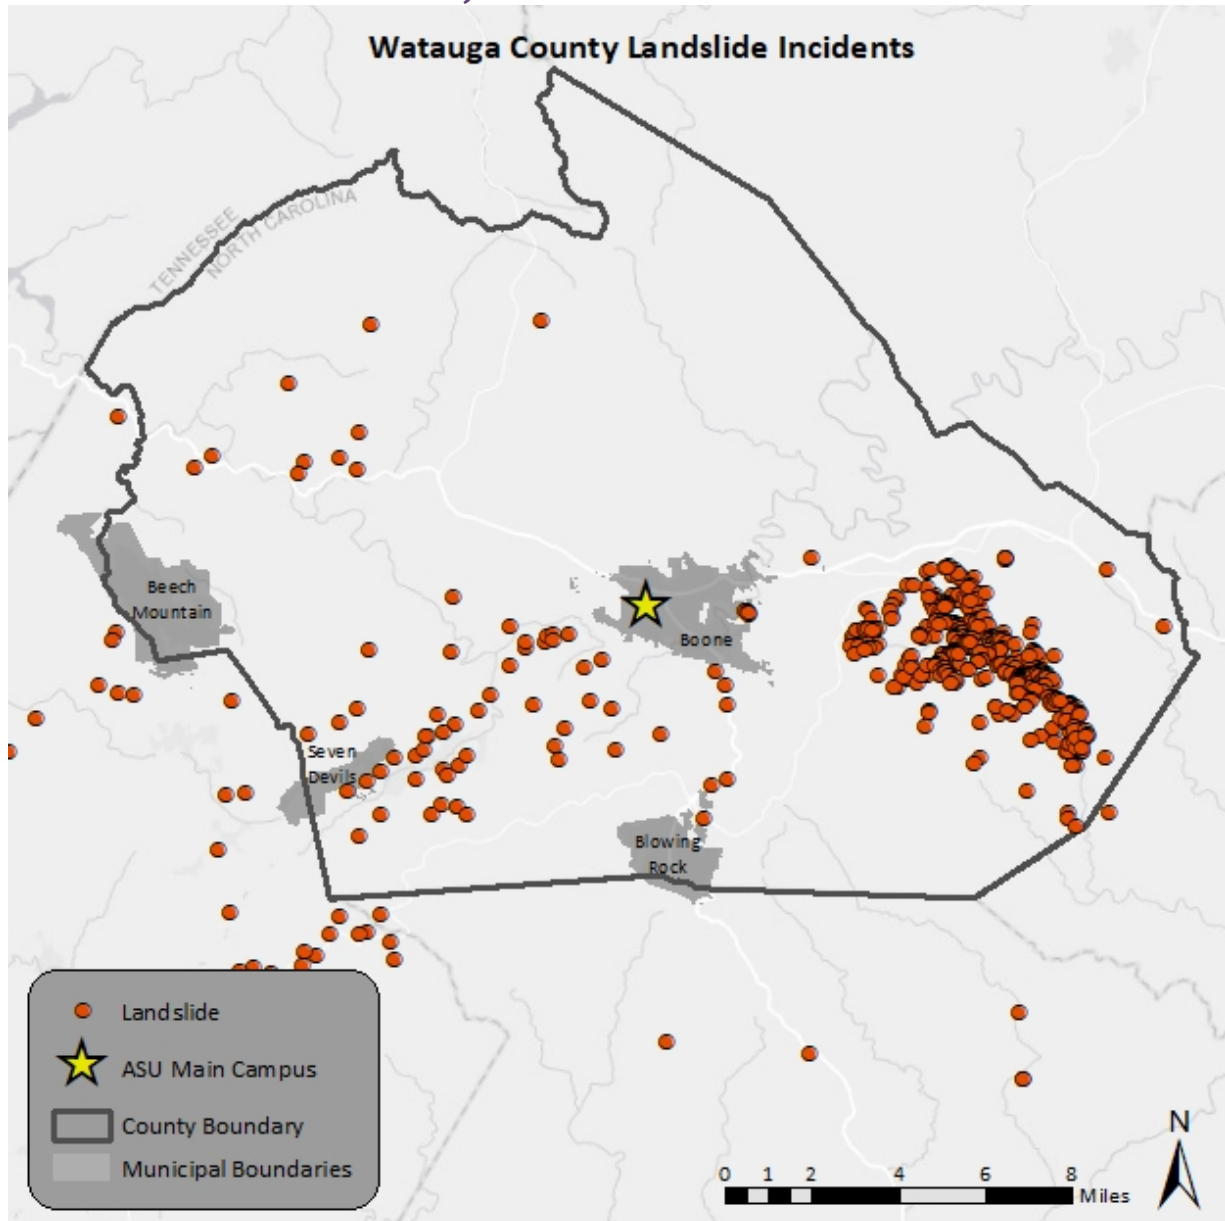 Watauga County Landslide Incidents
TENNESSEE
NORTH CAROLINA
Beech
Mountain
Boone
Seven
Devils
Blowing
Rock
Landslide
ASU Main Campus
County Boundary
Municipal Boundaries
N
0 1 2 4 6 8
Miles